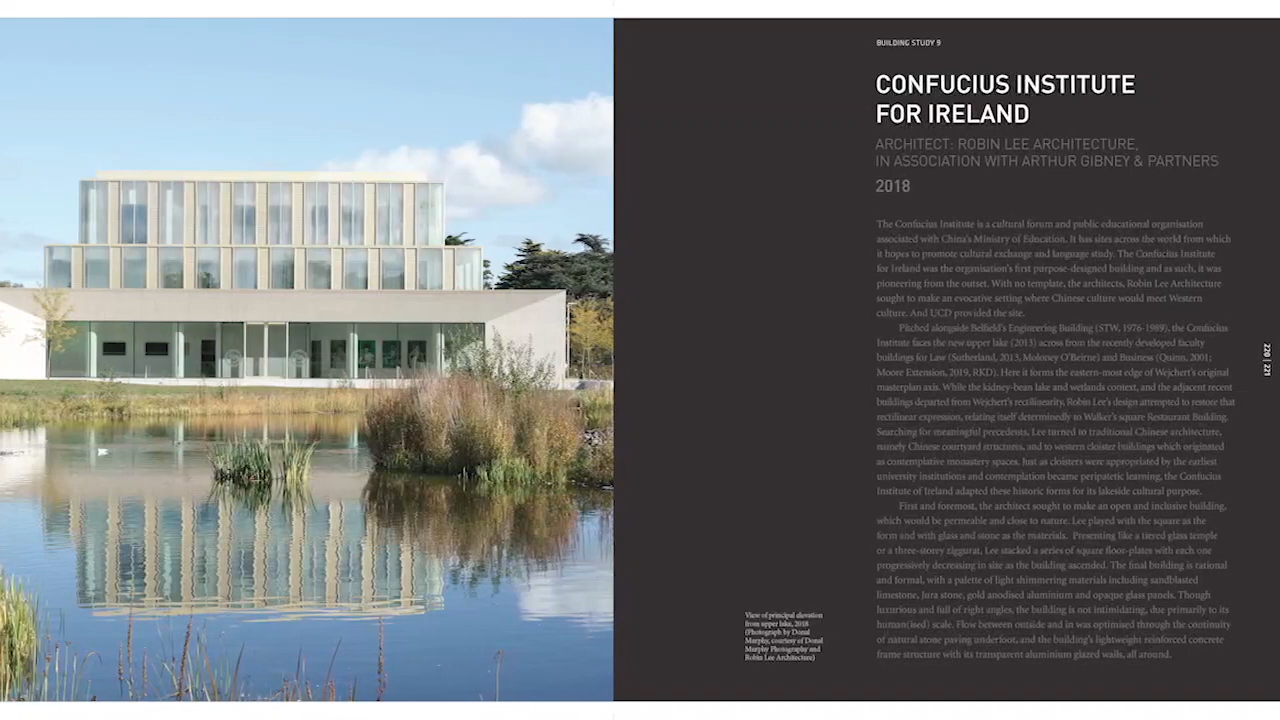 BUILDING STUDY 9
CONFUCIUS INSTITUTE
FOR IRELAND
ARCHITECT: ROBIN LEE ARCHITECTURE,
IN ASSOCIATION WITH ARTHUR GIBNEY & PARTNERS
2018
The Confucius Institute is a cultural forum and public educational organisation
associated with China's Ministry of Education. It has sites across the world from which
it hopes to promote cultural exchange and language study. The Confucius Institute
for Ireland was the organisation's first purpose-designed building and as such, it was
pioneering from the outset. With no template, the architects, Robin Lee Architecture
sought to make an evocative setting where Chinese culture would meet Western
culture. And UCD provided the site.
Pitched alongside Belfield's Engineering Building (STW, 1976-1989), the Confucius
Institute faces the new upper lake (2013) across from the recently developed faculty
buildings for Law (Sutherland, 2013, Moloney O'Beirne) and Business (Quinn, 2001;
Moore Extension, 2019, RKD). Here it forms the eastern-most edge of Wejchert's original
masterplan axis. While the kidney-bean lake and wetlands context, and the adjacent recent
buildings departed from Wejchert's rectilinearity, Robin Lee's design attempted to restore that
rectilinear expression, relating itself determinedly to Walker's square Restaurant Building.
Searching for meaningful precedents, Lee turned to traditional Chinese architecture,
namely Chinese courtyard structures, and to western cloister buildings which originated
as contemplative monastery spaces. Just as cloisters were appropriated by the earliest
university institutions and contemplation became peripatetic learning, the Confucius
Institute of Ireland adapted these historic forms for its lakeside cultural purpose.
First and foremost, the architect sought to make an open and inclusive building,
which would be permeable and close to nature. Lee played with the square as the
form and with glass and stone as the materials. Presenting like a tiered glass temple
or a three-storey ziggurat, Lee stacked a series of square floor-plates with each one
progressively decreasing in size as the building ascended. The final building is rational
and formal, with a palette of light shimmering materials including sandblasted
limestone, Jura stone, gold anodised aluminium and opaque glass panels. Though
luxurious and full of right angles, the building is not intimidating, due primarily to its
human(ised) scale. Flow between outside and in was optimised through the continuity
of natural stone paving underfoot, and the building's lightweight reinforced concrete
frame structure with its transparent aluminium glazed walls, all around.
View of principal elevation
from upper lake, 2018
(Photograph by Donal
Murphy, courtesy of Donal
Murphy Photography and
Robin Lee Architecture)
220 | 221